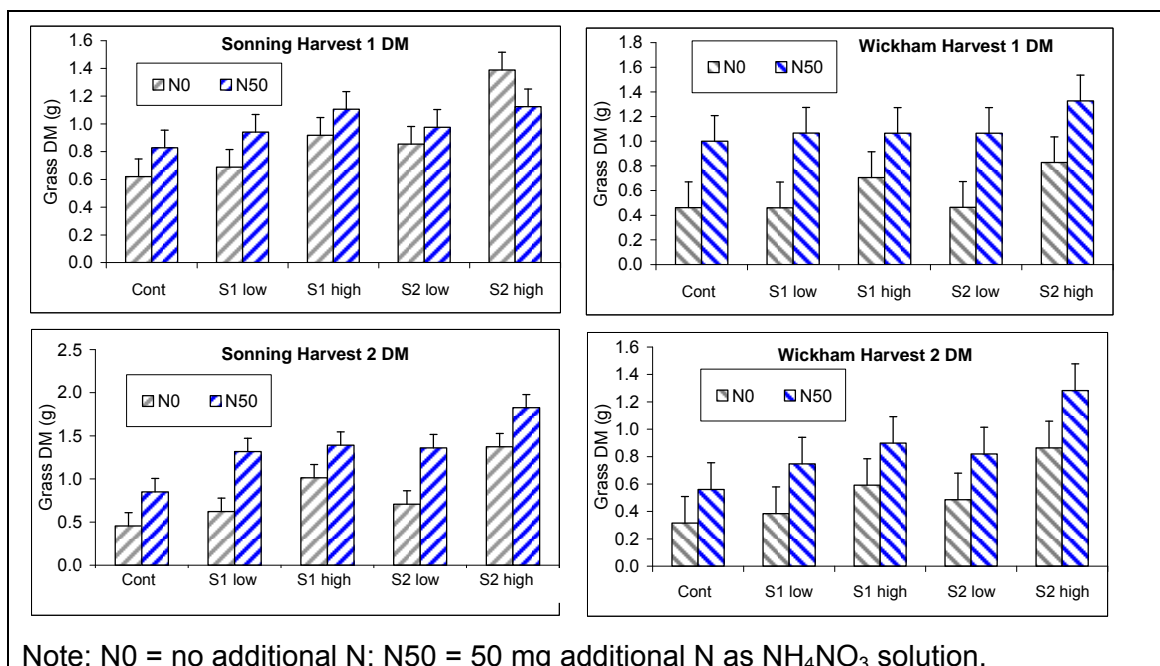 Sonning Harvest 1 DM
N0 N50
Grass DM (g)
1.6
1.4
1.2
1.0
0.8
0.6
0.4
0.2
0.0
Cont S1 low S1 high S2 low S2 high
Wickham Harvest 1 DM
N0 N50
Grass DM (g)
1.8
1.6
1.4
1.2
1.0
0.8
0.6
0.4
0.2
0.0
Cont S1 low S1 high S2 low S2 high
Sonning Harvest 2 DM
N0 N50
Grass DM (g)
2.5
2.0
1.5
1.0
0.5
0.0
Cont S1 low S1 high S2 low S2 high
Wickham Harvest 2 DM
N0 N50
Grass DM (g)
1.6
1.4
1.2
1.0
0.8
0.6
0.4
0.2
0.0
Cont S1 low S1 high S2 low S2 high
Note: N0 = no additional N; N50 = 50 mg additional N as NH₄NO₃ solution.